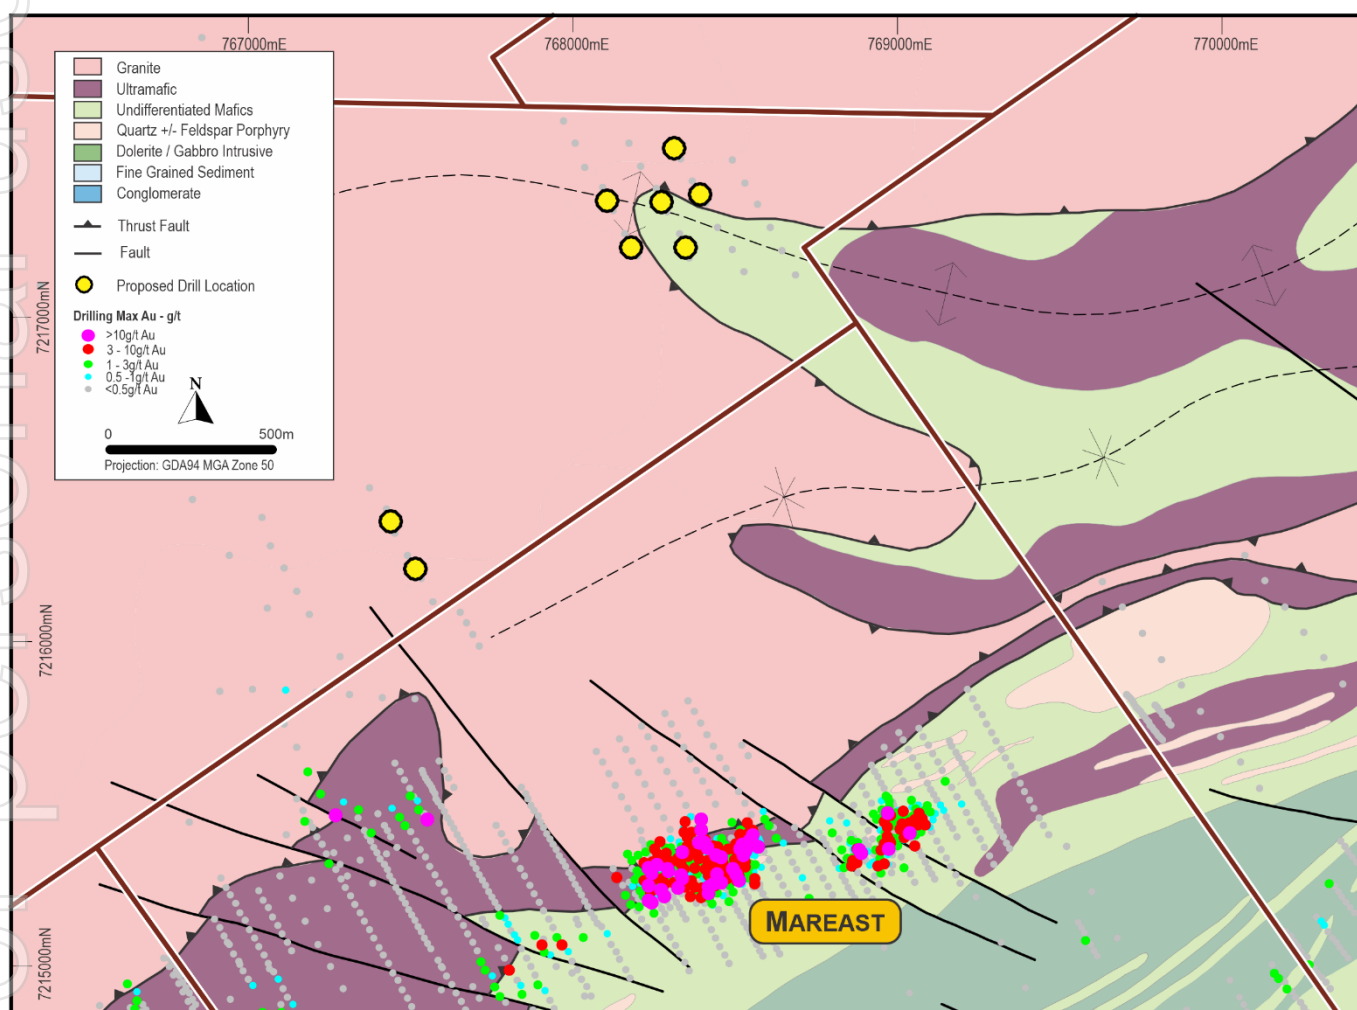 767000mE
768000mE
769000mE
770000mE
Granite
Ultramafic
Undifferentiated Mafics
Quartz +/- Feldspar Porphyry
Dolerite / Gabbro Intrusive
Fine Grained Sediment
Conglomerate
Thrust Fault
Fault
Proposed Drill Location
Drilling Max Au - g/t
>10g/t Au
3 - 10g/t Au
1 - 3g/t Au
0.5 -1g/t Au
<0.5g/t Au
N
0 500m
Projection: GDA94 MGA Zone 50
7217000mN
7216000mN
7215000mN
MAREAST